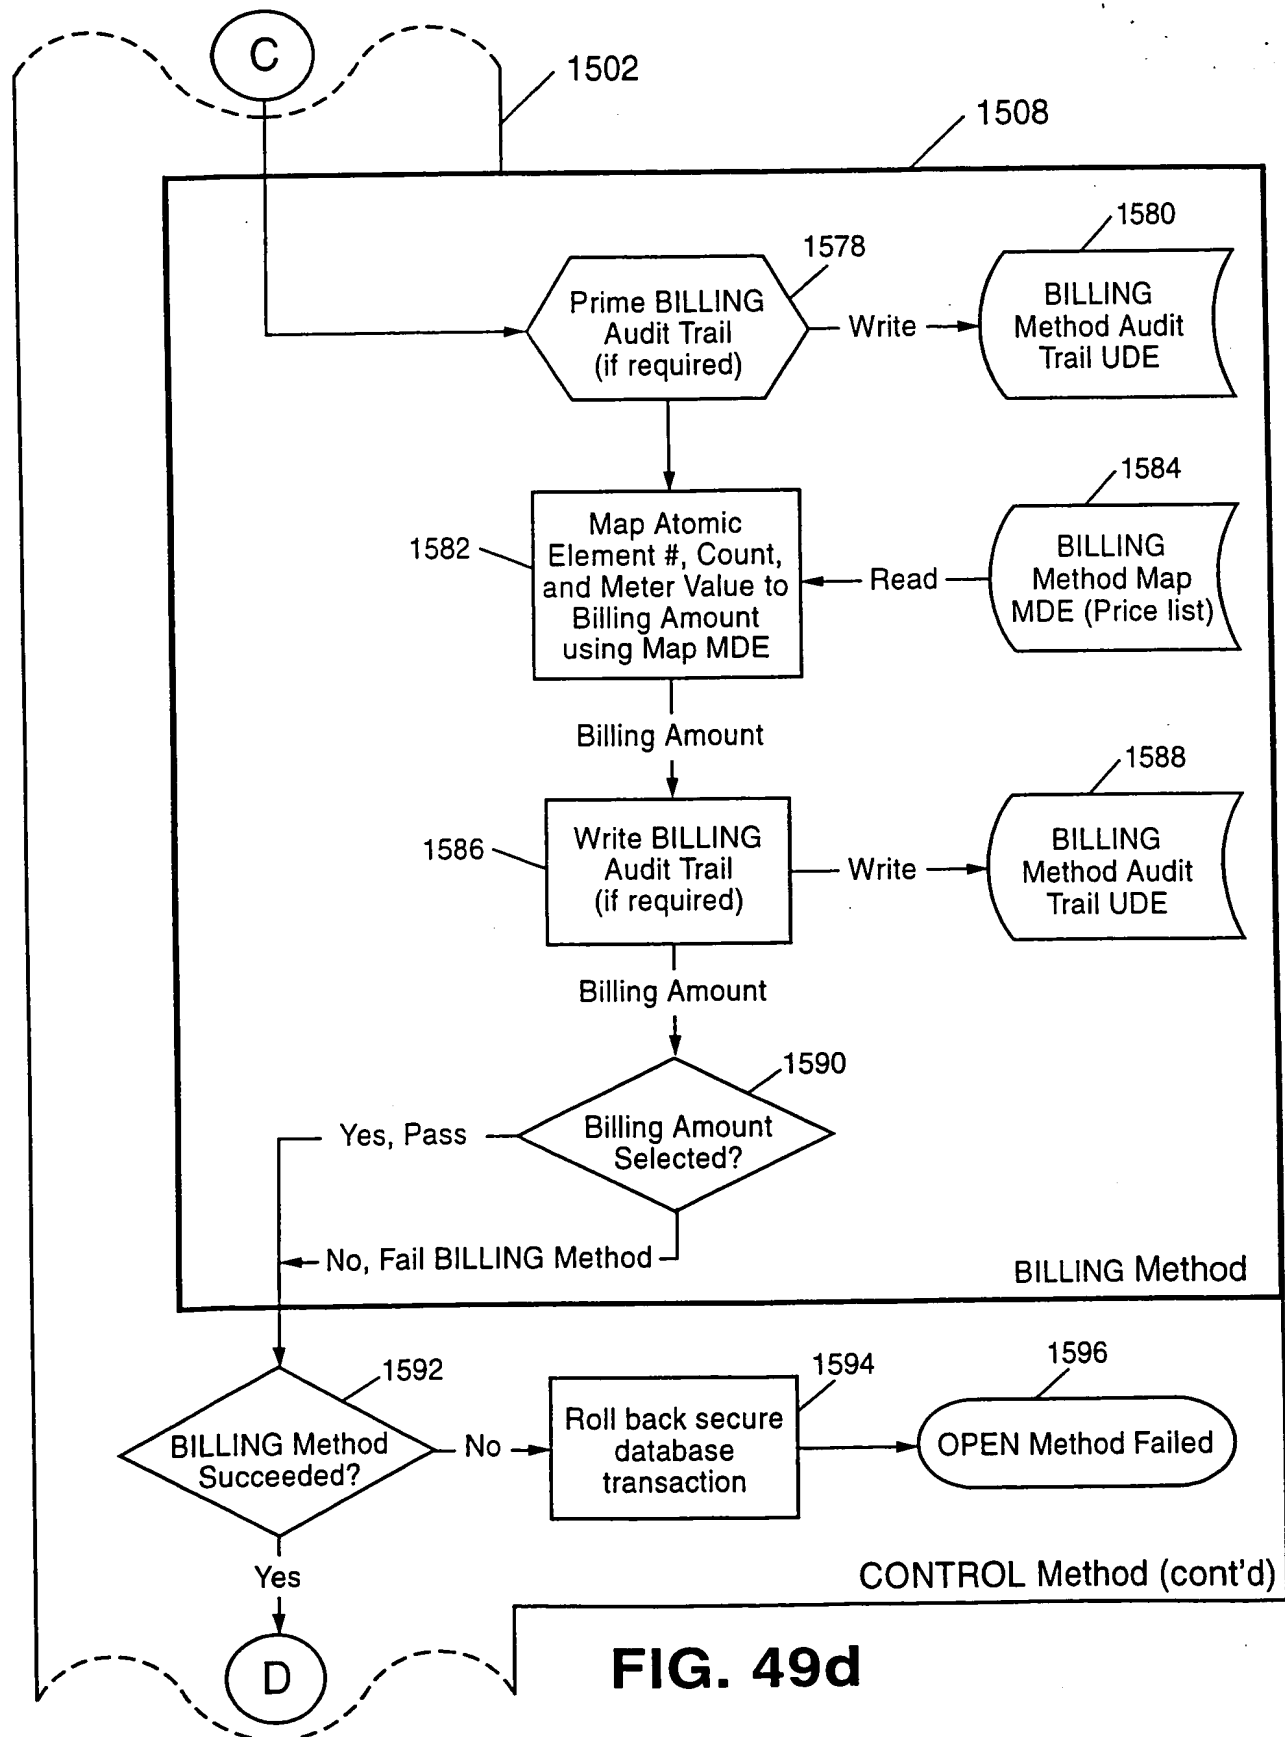 C
1502
1508
1578
Prime BILLING
Audit Trail
(if required)
Write
1580
BILLING
Method Audit
Trail UDE
1582
Map Atomic
Element #, Count,
and Meter Value to
Billing Amount
using Map MDE
Read
1584
BILLING
Method Map
MDE (Price list)
Billing Amount
1586
Write BILLING
Audit Trail
(if required)
Write
1588
BILLING
Method Audit
Trail UDE
Billing Amount
1590
Billing Amount
Selected?
Yes, Pass
No, Fail BILLING Method
BILLING Method
1592
BILLING Method
Succeeded?
No
1594
Roll back secure
database
transaction
1596
OPEN Method Failed
Yes
CONTROL Method (cont'd)
D
FIG. 49d